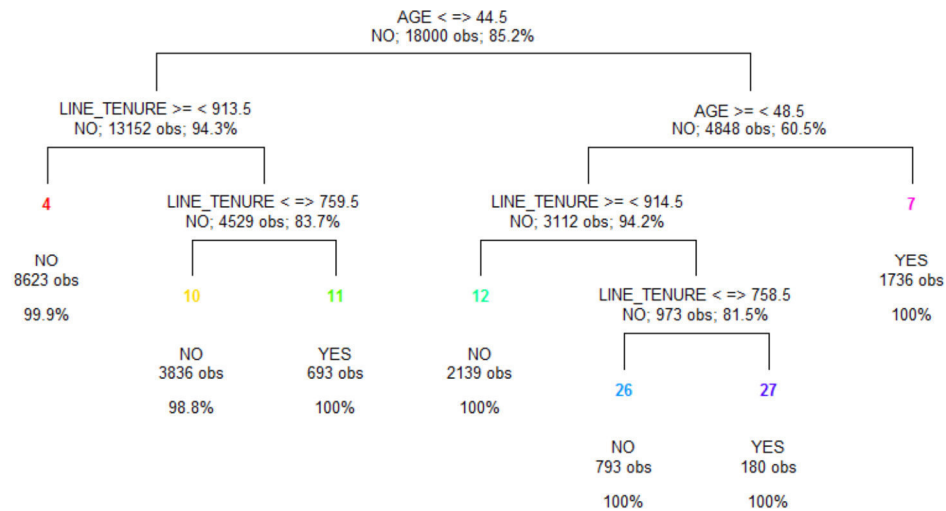 AGE < => 44.5
NO; 18000 obs; 85.2%
LINE_TENURE >= < 913.5
NO; 13152 obs; 94.3%
AGE >= < 48.5
NO; 4848 obs; 60.5%
4
LINE_TENURE < => 759.5
NO; 4529 obs; 83.7%
LINE_TENURE >= < 914.5
NO; 3112 obs; 94.2%
7
NO
8623 obs
99.9%
10
11
12
LINE_TENURE < => 758.5
NO; 973 obs; 81.5%
YES
1736 obs
100%
NO
3836 obs
98.8%
YES
693 obs
100%
NO
2139 obs
100%
26
27
NO
793 obs
100%
YES
180 obs
100%